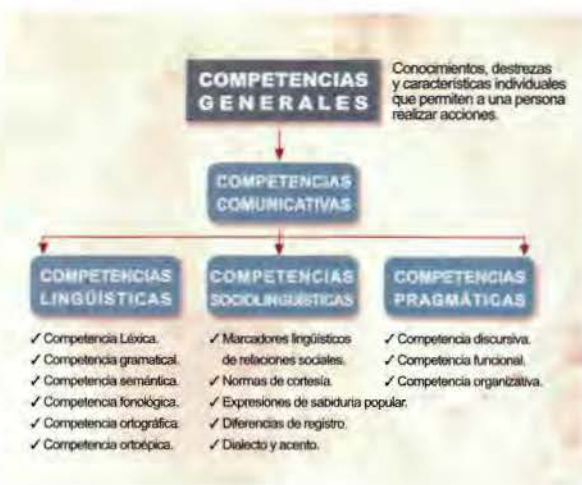 COMPETENCIAS
GENERALES
Conocimientos, destrezas
y características individuales
que permiten a una persona
realizar acciones.
COMPETENCIAS
COMUNICATIVAS
COMPETENCIAS
LINGÜÍSTICAS
✓ Competencia Léxica.
✓ Competencia gramatical.
✓ Competencia semántica.
✓ Competencia fonológica.
✓ Competencia ortográfica.
✓ Competencia ortoépica.
COMPETENCIAS
SOCIOLINGÜÍSTICAS
✓ Marcadores lingüísticos
de relaciones sociales.
✓ Normas de cortesía.
✓ Expresiones de sabiduría popular.
✓ Diferencias de registro.
✓ Dialecto y acento.
COMPETENCIAS
PRAGMÁTICAS
✓ Competencia discursiva.
✓ Competencia funcional.
✓ Competencia organizativa.